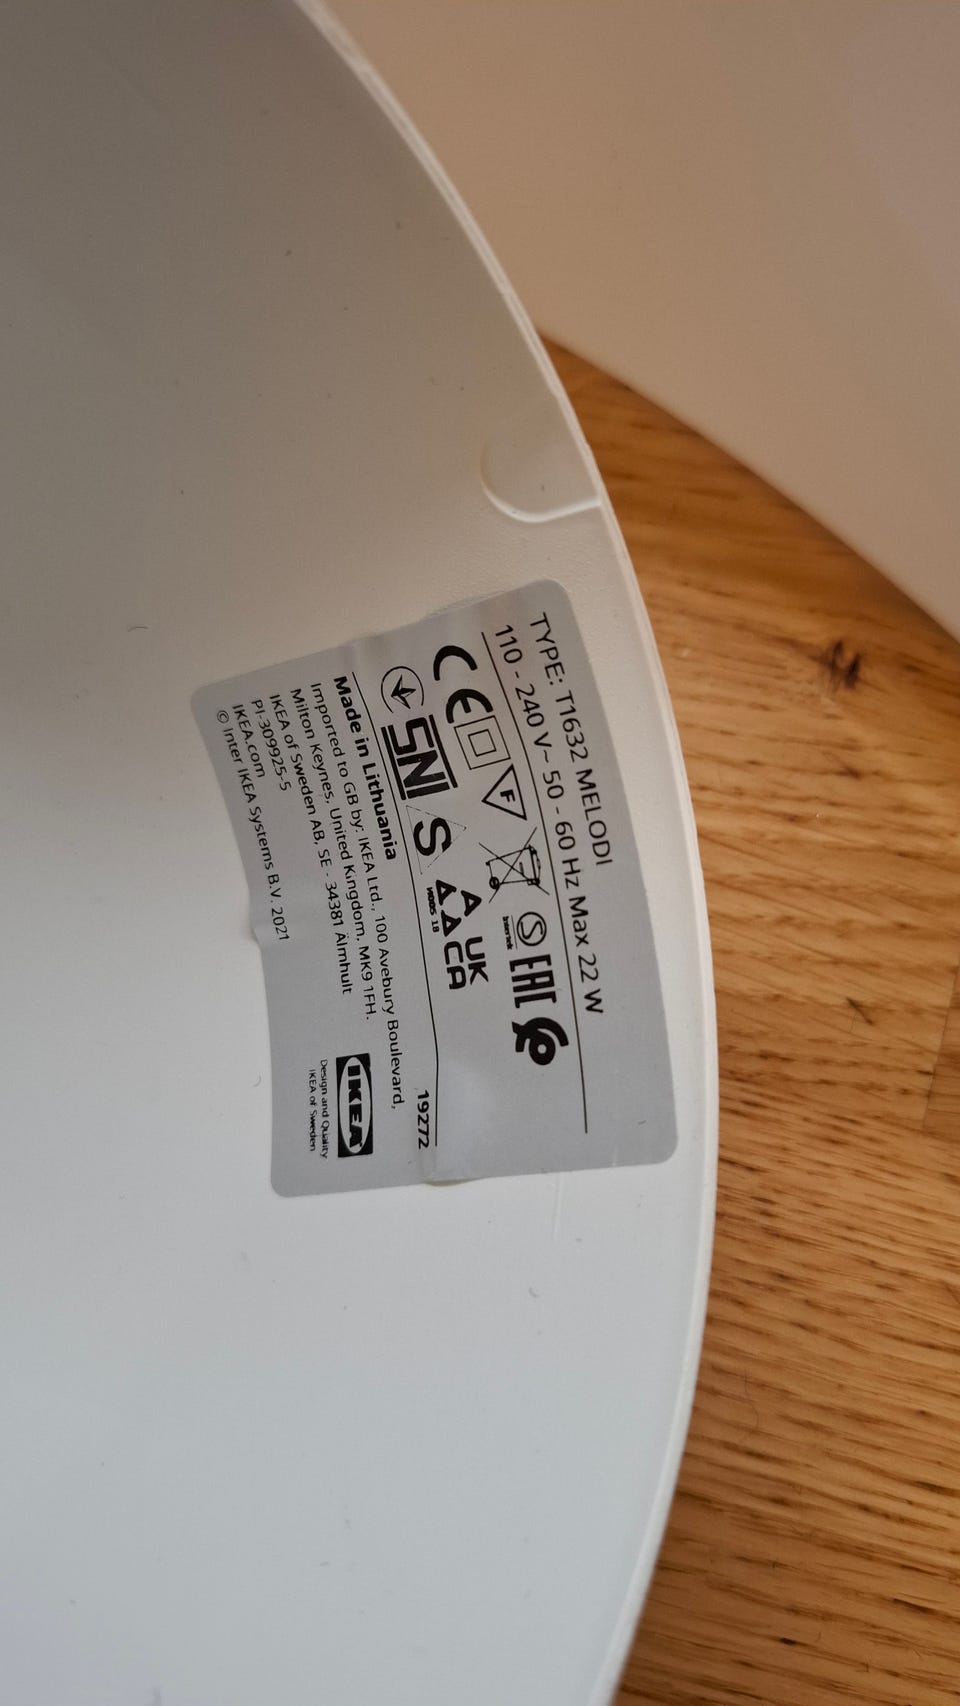 TYPE: T1632 MELODI
110 - 240 V~ 50 - 60 Hz Max 22 W
CE F S Intertek EAC
SNI S UK CA
19272
Made in Lithuania
Imported to GB by: IKEA Ltd., 100 Avebury Boulevard,
Milton Keynes, United Kingdom, MK9 1FH.
IKEA of Sweden AB, SE - 34381 Älmhult
PI-309925-5
IKEA.com
© Inter IKEA Systems B.V. 2021
IKEA
Design and Quality
IKEA of Sweden